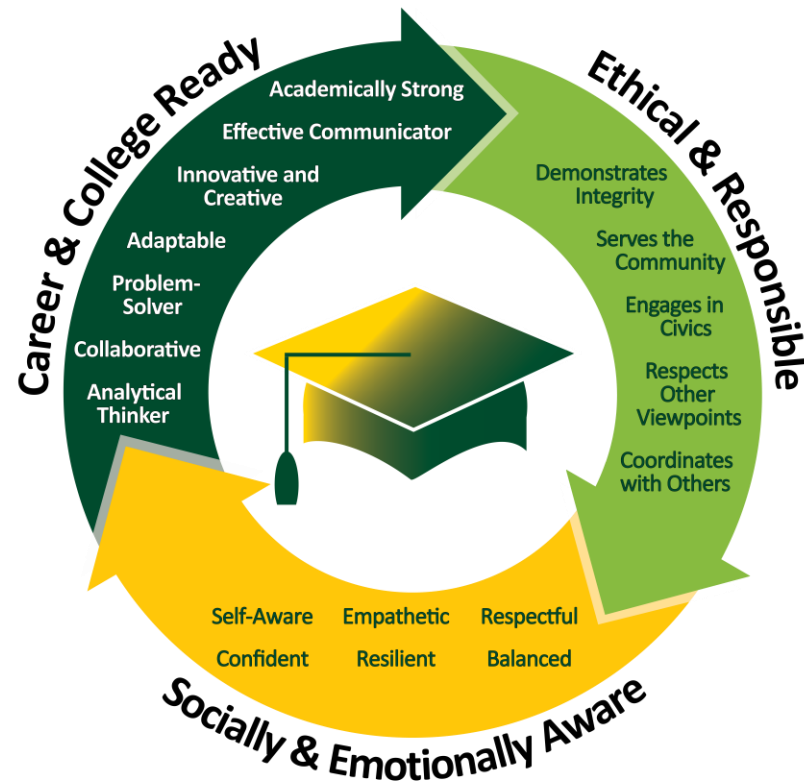 Career & College Ready
Academically Strong
Effective Communicator
Innovative and
Creative
Adaptable
Problem-
Solver
Collaborative
Analytical
Thinker
Ethical & Responsible
Demonstrates
Integrity
Serves the
Community
Engages in
Civics
Respects
Other
Viewpoints
Coordinates
with Others
Self-Aware Empathetic Respectful
Confident Resilient Balanced
Socially & Emotionally Aware